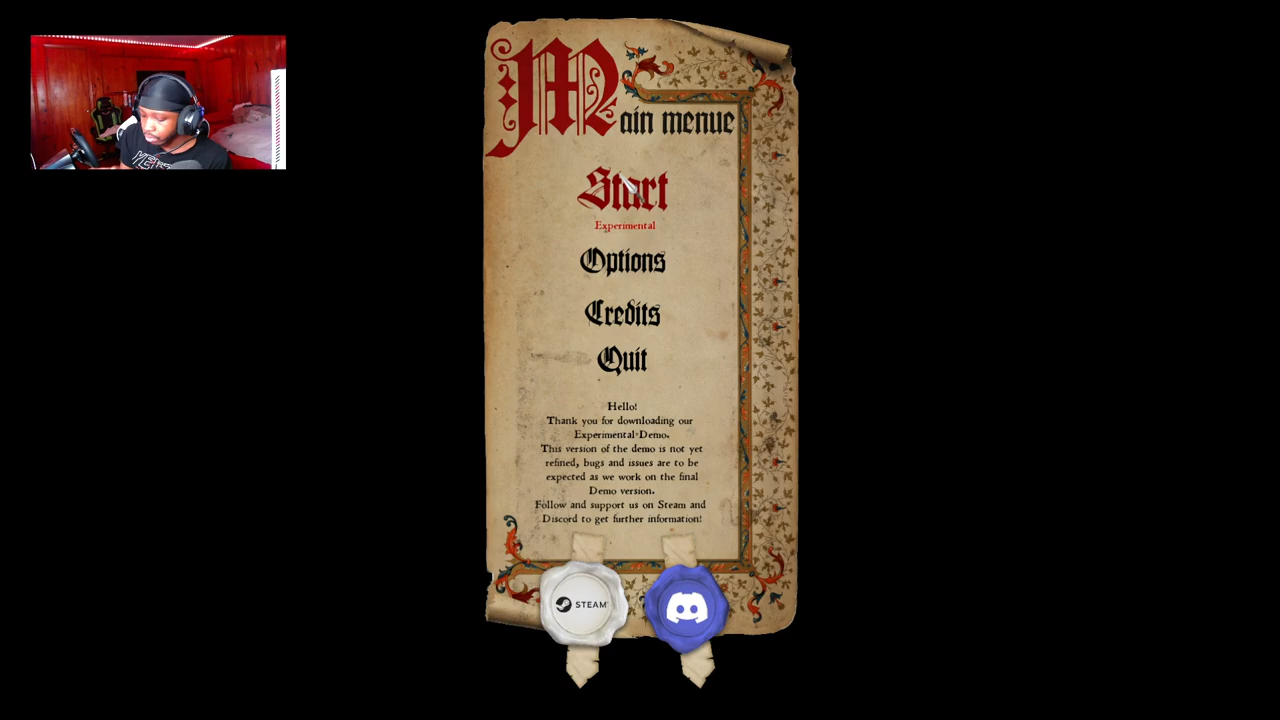 Main menue
Start
Experimental
Options
Credits
Quit
Hello!
Thank you for downloading our
Experimental-Demo.
This version of the demo is not yet
refined, bugs and issues are to be
expected as we work on the final
Demo version.
Follow and support us on Steam and
Discord to get further information!
STEAM